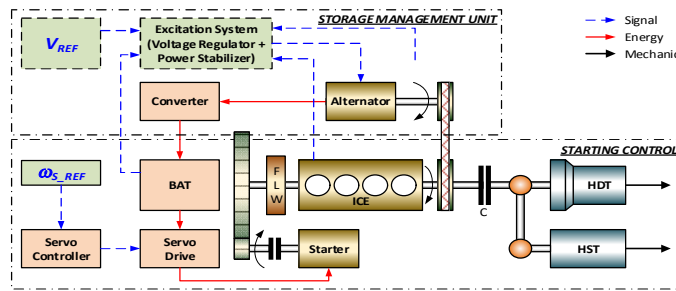 STORAGE MANAGEMENT UNIT
Signal
Energy
Mechanic
V_REF
Excitation System
(Voltage Regulator +
Power Stabilizer)
Converter
Alternator
STARTING CONTROL
ω_S_REF
BAT
F
L
W
ICE
C
HDT
Servo
Controller
Servo
Drive
Starter
HST